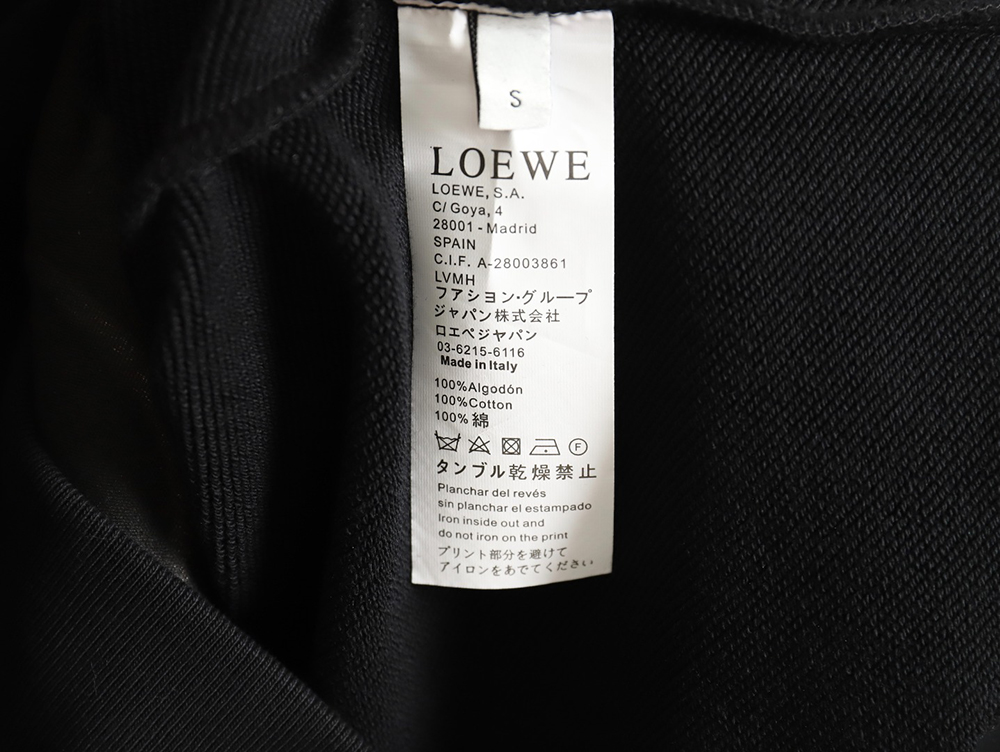 S
LOEWE
LOEWE, S.A.
C/ Goya, 4
28001 - Madrid
SPAIN
C.I.F. A-28003861
LVMH
ファション・グループ
ジャパン株式会社
ロエベジャパン
03-6215-6116
Made in Italy
100%Algodón
100%Cotton
100% 綿
F
タンブル乾燥禁止
Planchar del revés
sin planchar el estampado
Iron inside out and
do not iron on the print
プリント部分を避けて
アイロンをあでてください